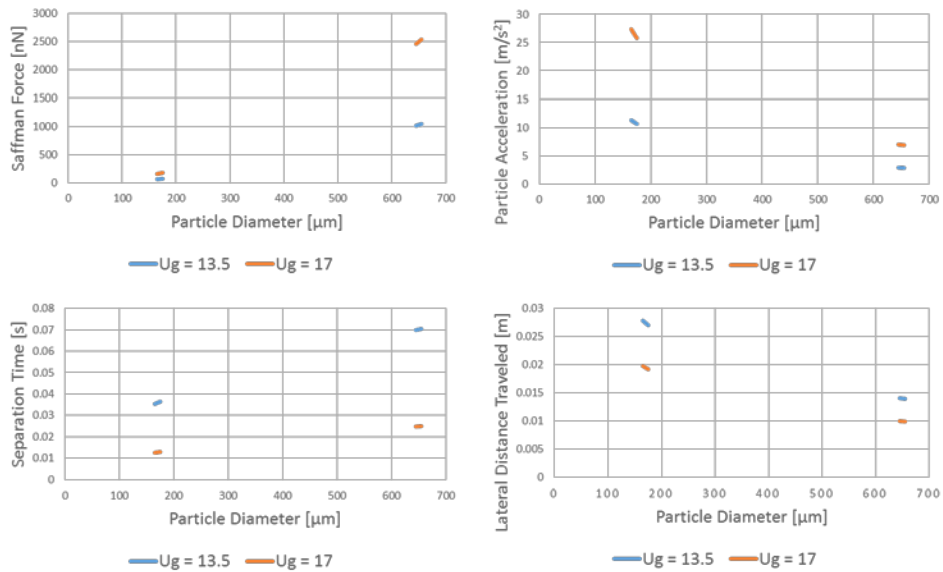 Saffman Force [nN]
3000
2500
2000
1500
1000
500
0
0 100 200 300 400 500 600 700
Particle Diameter [µm]
Ug = 13.5 Ug = 17
Particle Acceleration [m/s²]
30
25
20
15
10
5
0
0 100 200 300 400 500 600 700
Particle Diameter [µm]
Ug = 13.5 Ug = 17
Separation Time [s]
0.08
0.07
0.06
0.05
0.04
0.03
0.02
0.01
0
0 100 200 300 400 500 600 700
Particle Diameter [µm]
Ug = 13.5 Ug = 17
Lateral Distance Traveled [m]
0.03
0.025
0.02
0.015
0.01
0.005
0
0 100 200 300 400 500 600 700
Particle Diameter [µm]
Ug = 13.5 Ug = 17